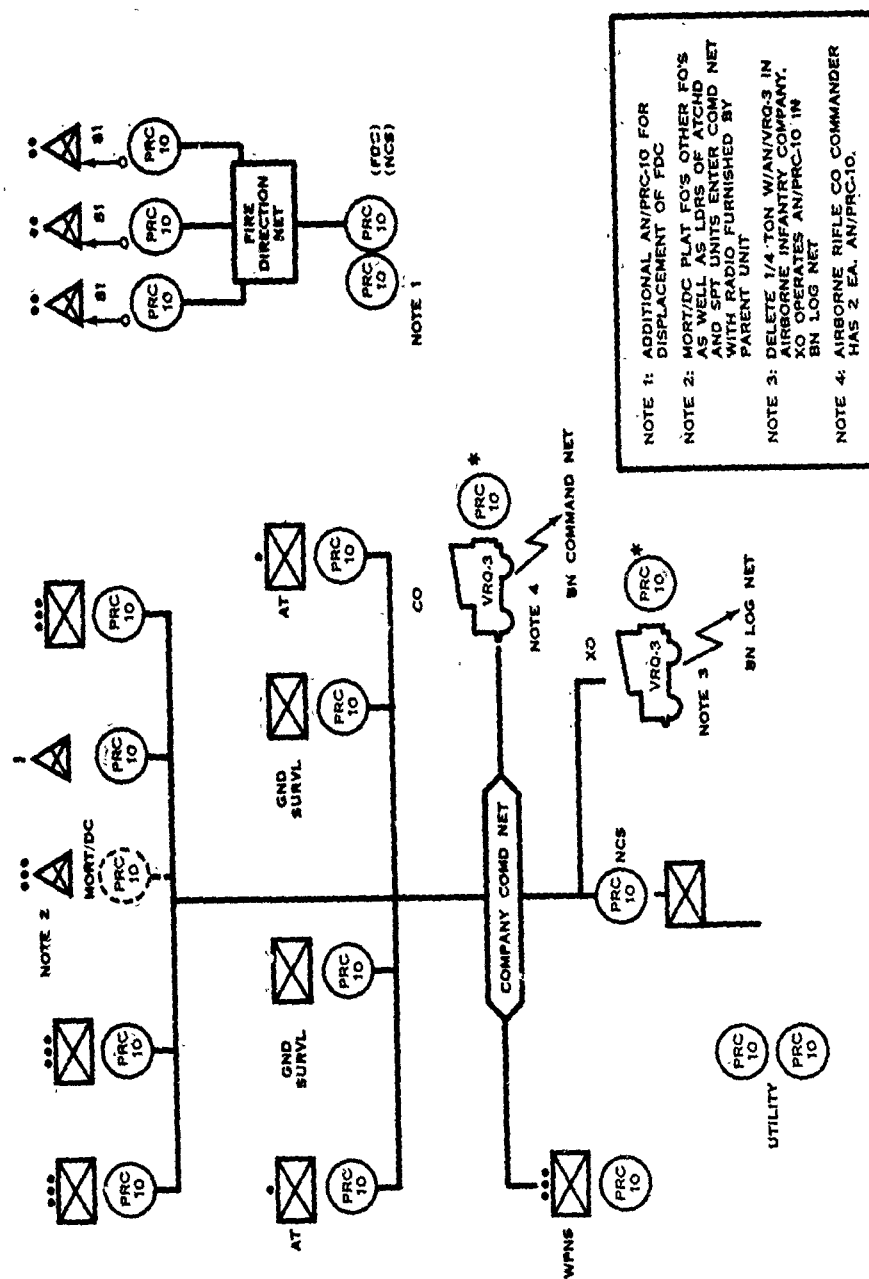 NOTE 2
I
MORT/DC
81
81
81
PRC
10
PRC
10
PRC
10
PRC
10
PRC
10
PRC
10
PRC
10
PRC
10
FIRE
DIRECTION
NET
AT
GND
SURVL
GND
SURVL
AT
PRC
10
PRC
10
PRC
10
PRC
10
PRC
10
PRC
10
(FDC)
(NCS)
NOTE 1
CO
COMPANY COMD NET
VRQ-3
PRC
10
*
NOTE 4
BN COMMAND NET
WPNS
PRC
10
PRC
10
NCS
XO
VRQ-3
PRC
10
*
NOTE 3
BN LOG NET
UTILITY
PRC
10
PRC
10
NOTE 1: ADDITIONAL AN/PRC-10 FOR
DISPLACEMENT OF FDC
NOTE 2: MORT/DC PLAT FO'S OTHER FO'S
AS WELL AS LDRS OF ATCHD
AND SPT UNITS ENTER COMD NET
WITH RADIO FURNISHED BY
PARENT UNIT
NOTE 3: DELETE 1/4-TON W/AN/VRQ-3 IN
AIRBORNE INFANTRY COMPANY.
XO OPERATES AN/PRC-10 IN
BN LOG NET
NOTE 4: AIRBORNE RIFLE CO COMMANDER
HAS 2 EA. AN/PRC-10.